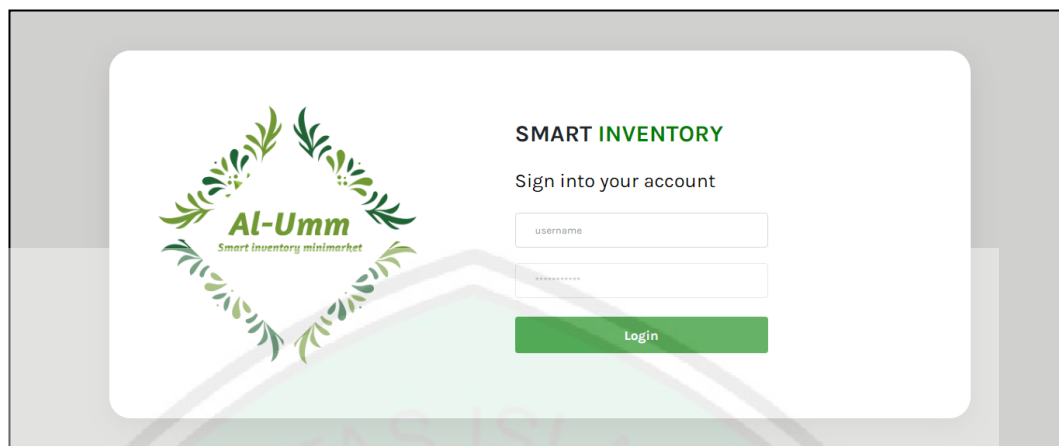 SMART INVENTORY
Sign into your account
Al-Umm
Smart inventory minimarket
username
***********
Login